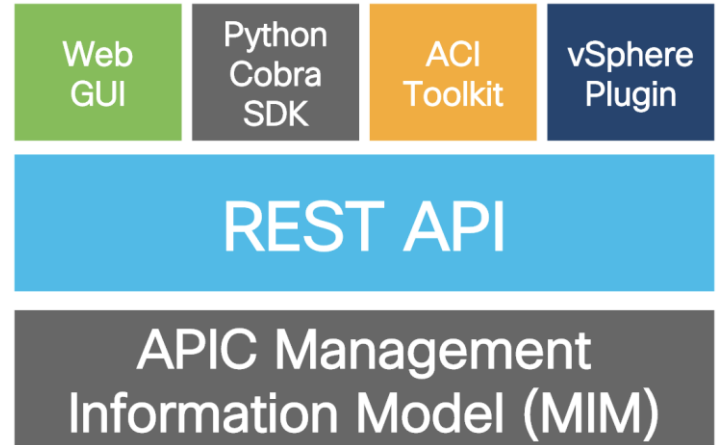 Web
GUI
Python
Cobra
SDK
ACI
Toolkit
vSphere
Plugin
REST API
APIC Management
Information Model (MIM)